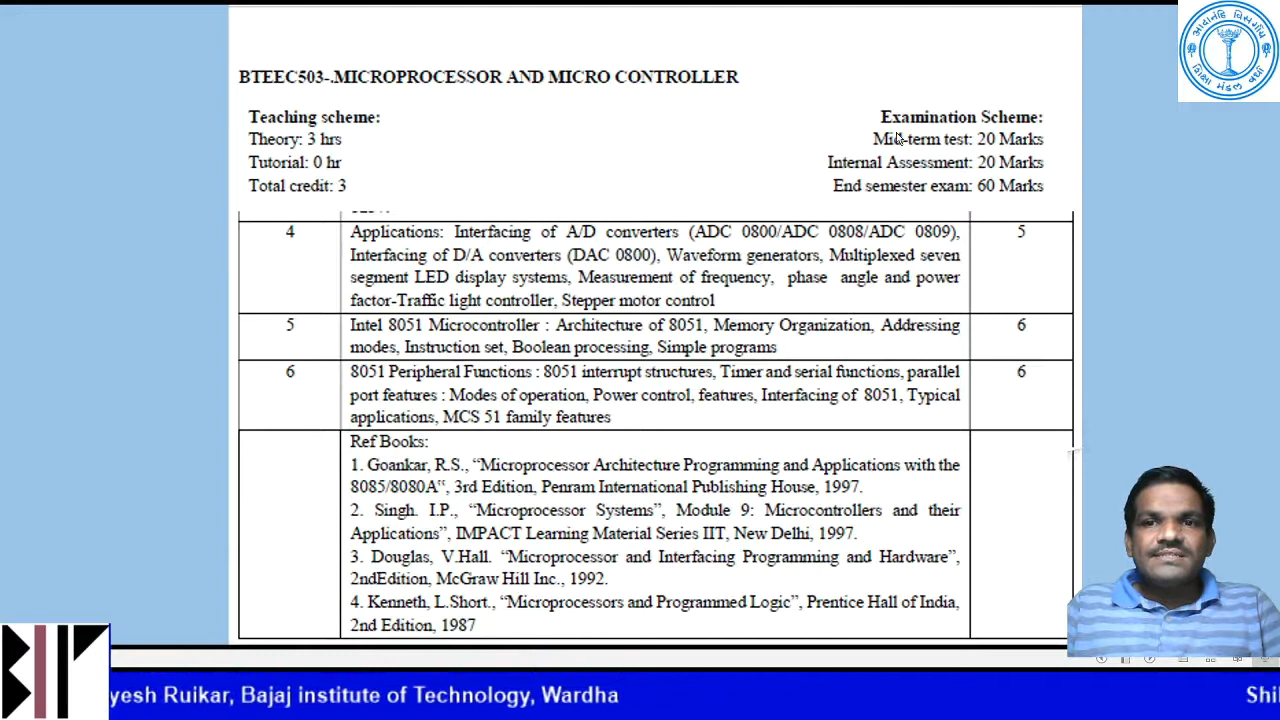 BTEEC503-.MICROPROCESSOR AND MICRO CONTROLLER
Teaching scheme:
Examination Scheme:
Theory: 3 hrs
Mid-term test: 20 Marks
Tutorial: 0 hr
Internal Assessment: 20 Marks
Total credit: 3
End semester exam: 60 Marks
4 Applications: Interfacing of A/D converters (ADC 0800/ADC 0808/ADC 0809), 5
Interfacing of D/A converters (DAC 0800), Waveform generators, Multiplexed seven
segment LED display systems, Measurement of frequency, phase angle and power
factor-Traffic light controller, Stepper motor control
5 Intel 8051 Microcontroller : Architecture of 8051, Memory Organization, Addressing 6
modes, Instruction set, Boolean processing, Simple programs
6 8051 Peripheral Functions : 8051 interrupt structures, Timer and serial functions, parallel 6
port features : Modes of operation, Power control, features, Interfacing of 8051, Typical
applications, MCS 51 family features
Ref Books:
1. Goankar, R.S., “Microprocessor Architecture Programming and Applications with the
8085/8080A“, 3rd Edition, Penram International Publishing House, 1997.
2. Singh. I.P., “Microprocessor Systems”, Module 9: Microcontrollers and their
Applications”, IMPACT Learning Material Series IIT, New Delhi, 1997.
3. Douglas, V.Hall. “Microprocessor and Interfacing Programming and Hardware”,
2ndEdition, McGraw Hill Inc., 1992.
4. Kenneth, L.Short., “Microprocessors and Programmed Logic”, Prentice Hall of India,
2nd Edition, 1987
yesh Ruikar, Bajaj institute of Technology, Wardha
Shi